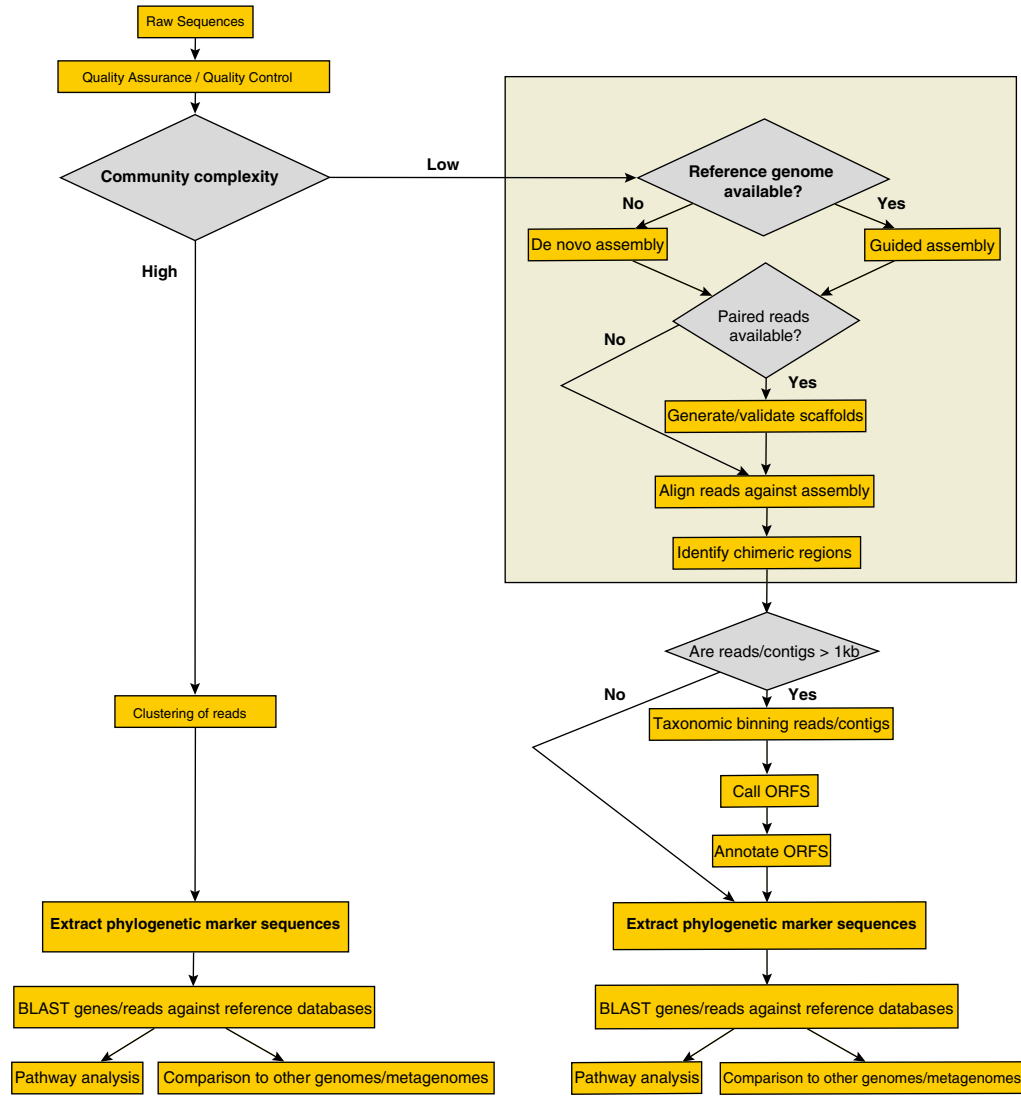 Raw Sequences
Quality Assurance / Quality Control
Community complexity
Low
High
Reference genome
available?
No
Yes
De novo assembly
Guided assembly
Paired reads
available?
No
Yes
Generate/validate scaffolds
Align reads against assembly
Identify chimeric regions
Are reads/contigs > 1kb
No
Yes
Clustering of reads
Taxonomic binning reads/contigs
Call ORFS
Annotate ORFS
Extract phylogenetic marker sequences
BLAST genes/reads against reference databases
Pathway analysis
Comparison to other genomes/metagenomes
Extract phylogenetic marker sequences
BLAST genes/reads against reference databases
Pathway analysis
Comparison to other genomes/metagenomes